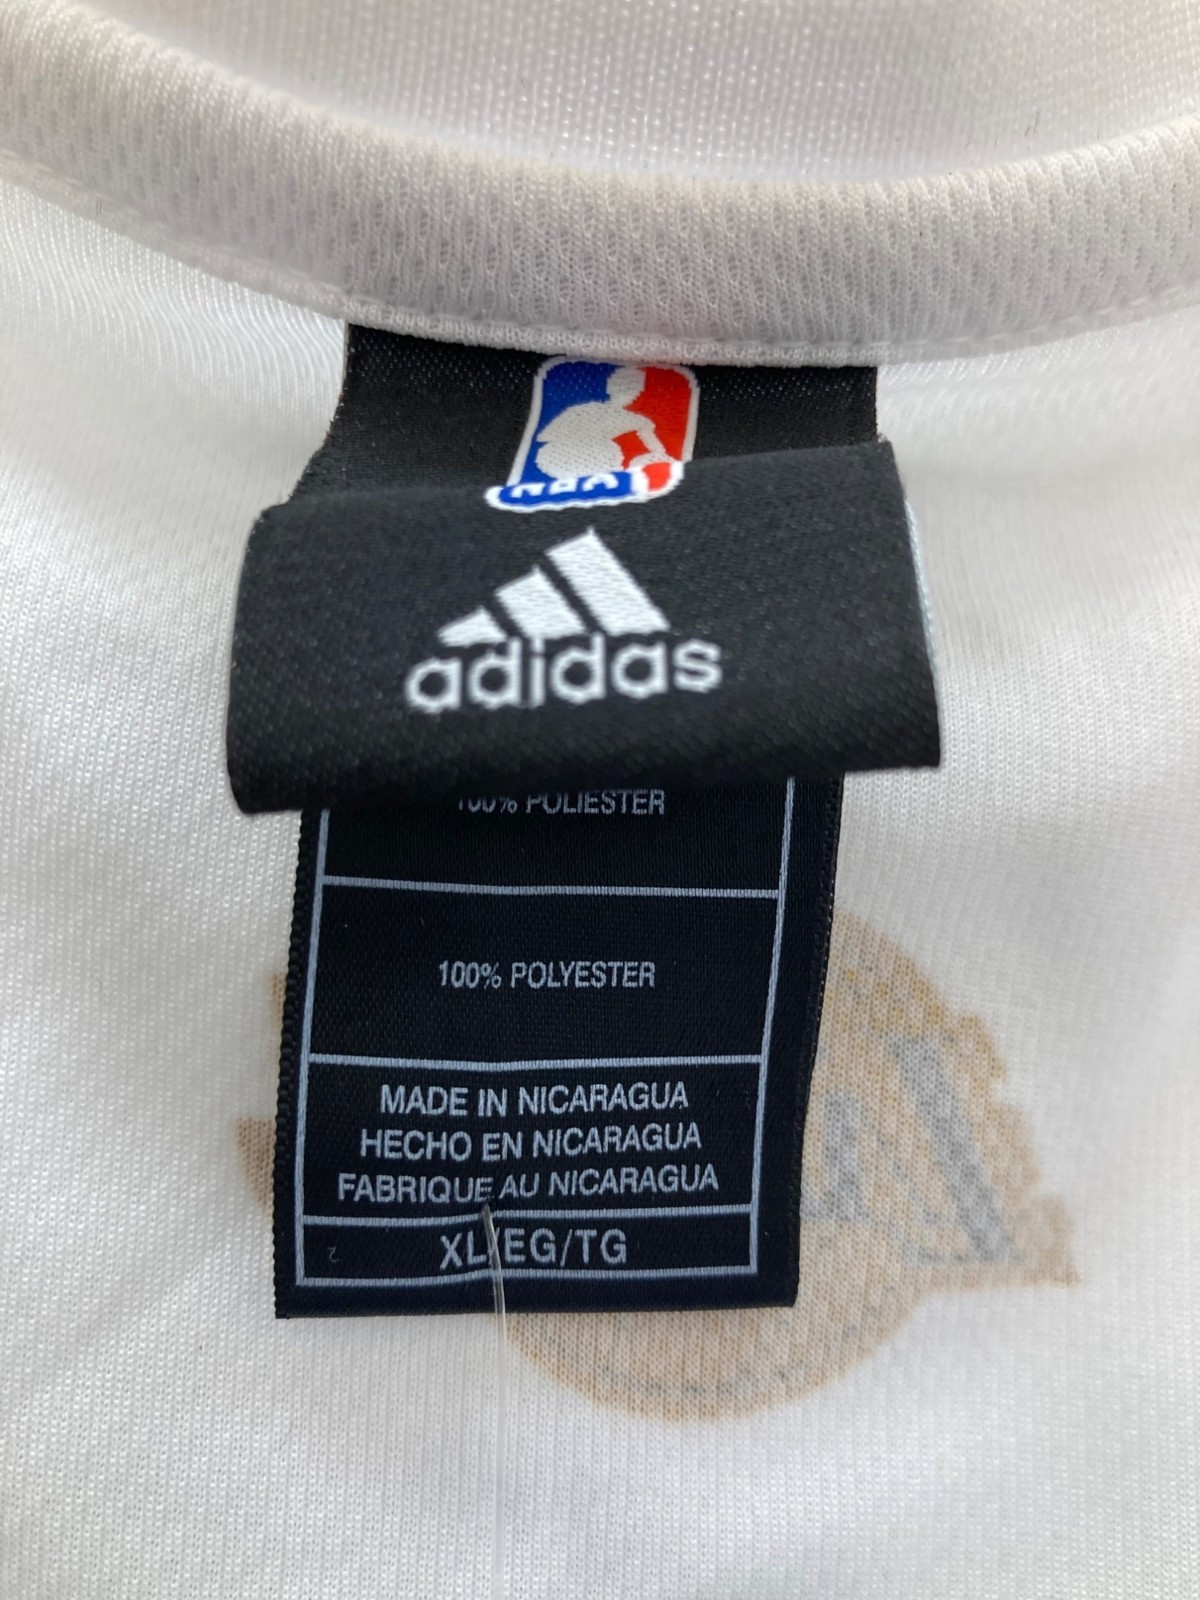 NBA
adidas
100% POLIESTER
100% POLYESTER
MADE IN NICARAGUA
HECHO EN NICARAGUA
FABRIQUE AU NICARAGUA
XL/EG/TG